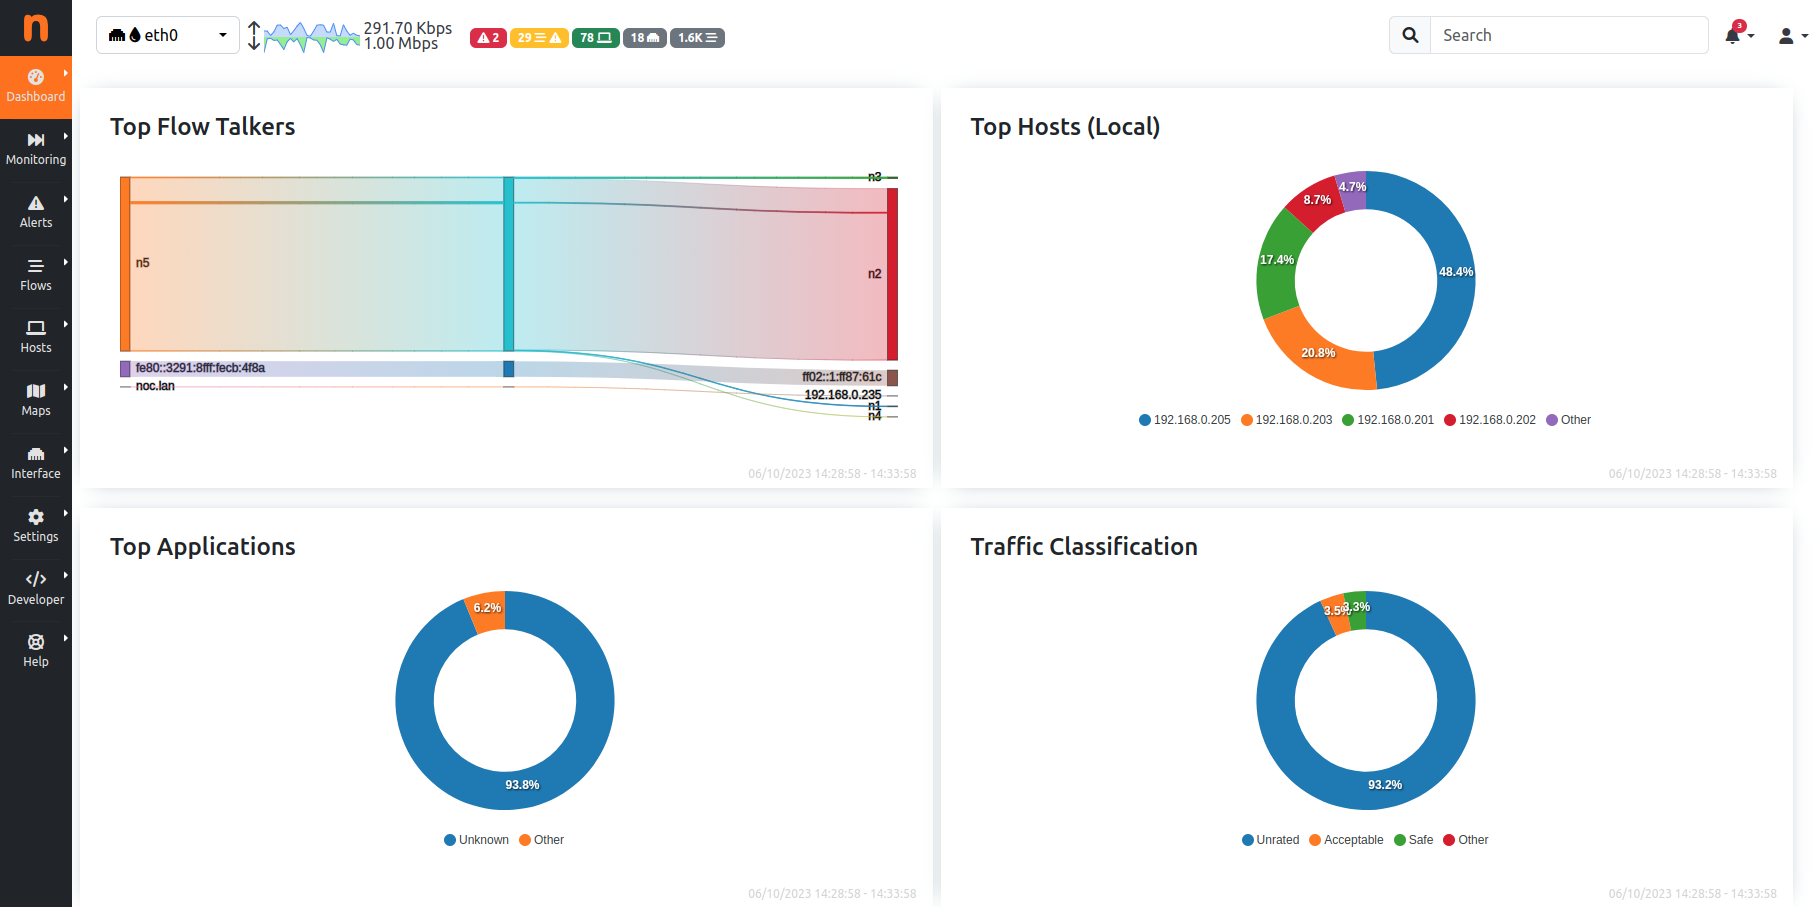 n
eth0
291.70 Kbps
1.00 Mbps
2
29
78
18
1.6K
Search
3
Dashboard
Monitoring
Alerts
Flows
Hosts
Maps
Interface
Settings
Developer
Help
Top Flow Talkers
n5
fe80::3291:8fff:fecb:4f8a
noc.lan
n3
n2
ff02::1:ff87:61c
192.168.0.235
n1
n4
06/10/2023 14:28:58 - 14:33:58
Top Hosts (Local)
4.7%
8.7%
17.4%
48.4%
20.8%
192.168.0.205 192.168.0.203 192.168.0.201 192.168.0.202 Other
06/10/2023 14:28:58 - 14:33:58
Top Applications
6.2%
93.8%
Unknown Other
06/10/2023 14:28:58 - 14:33:58
Traffic Classification
3.5% 3.3%
93.2%
Unrated Acceptable Safe Other
06/10/2023 14:28:58 - 14:33:58